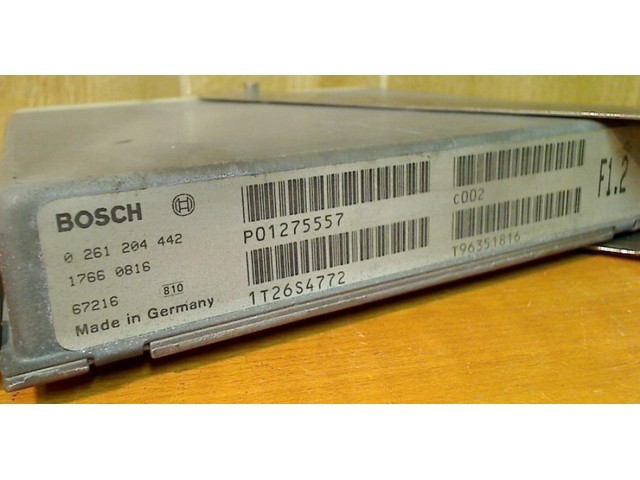 BOSCH
0 261 204 442
1766 0816
67216 810
Made in Germany
P01275557
1T26S4772
C002
T96351816
F1.2